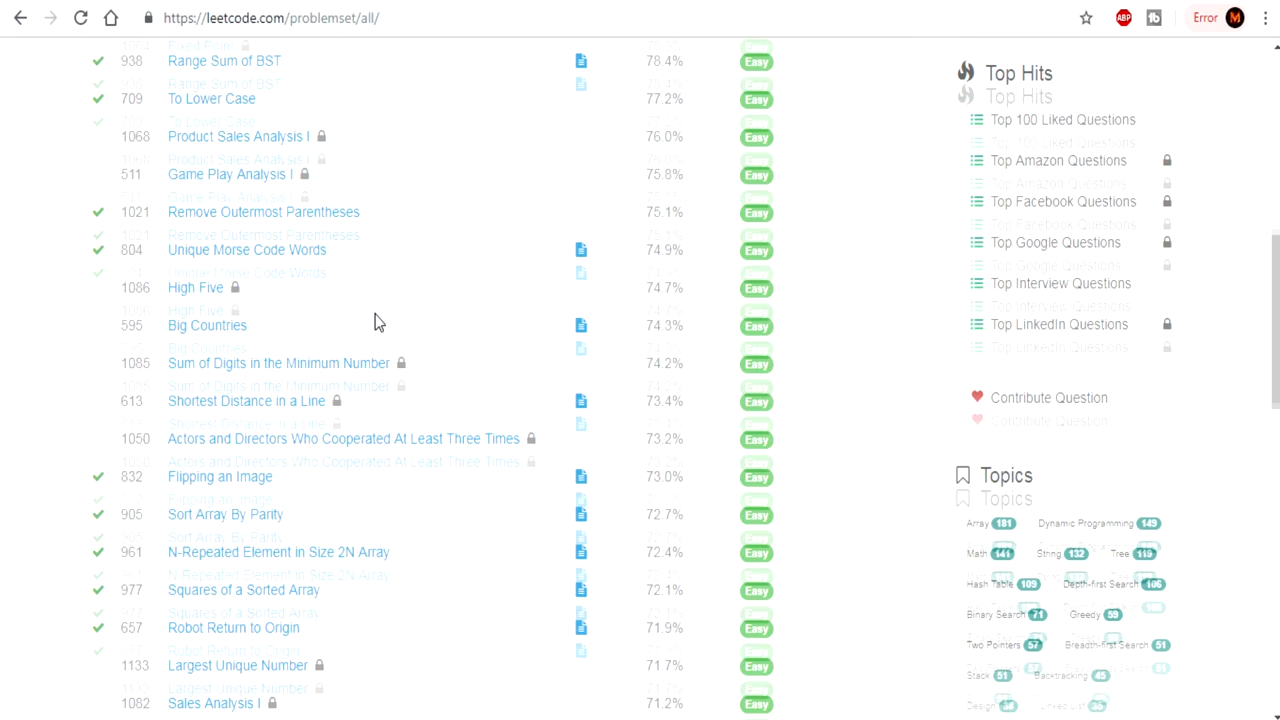 https://leetcode.com/problemset/all/
ABP
Error
M
938 Range Sum of BST 78.4% Easy
709 To Lower Case 77.2% Easy
1068 Product Sales Analysis I 76.0% Easy
511 Game Play Analysis I 75.8% Easy
1021 Remove Outermost Parentheses 75.1% Easy
804 Unique Morse Code Words 74.9% Easy
1086 High Five 74.7% Easy
595 Big Countries 74.3% Easy
1085 Sum of Digits in the Minimum Number 74.2% Easy
613 Shortest Distance in a Line 73.4% Easy
1050 Actors and Directors Who Cooperated At Least Three Times 73.2% Easy
832 Flipping an Image 73.0% Easy
905 Sort Array By Parity 72.7% Easy
961 N-Repeated Element in Size 2N Array 72.4% Easy
977 Squares of a Sorted Array 72.1% Easy
657 Robot Return to Origin 71.9% Easy
1133 Largest Unique Number 71.7% Easy
Sales Analysis I 71.2% Easy
Top Hits
Top 100 Liked Questions
Top Amazon Questions
Top Facebook Questions
Top Google Questions
Top Interview Questions
Top LinkedIn Questions
Contribute Question
Topics
Array 181 Dynamic Programming 149
Math 141 String 132 Tree 119
Hash Table 109 Depth-first Search 106
Binary Search 71 Greedy 59
Two Pointers 57 Breadth-first Search 51
Stack 51 Backtracking 45
Design Linked List